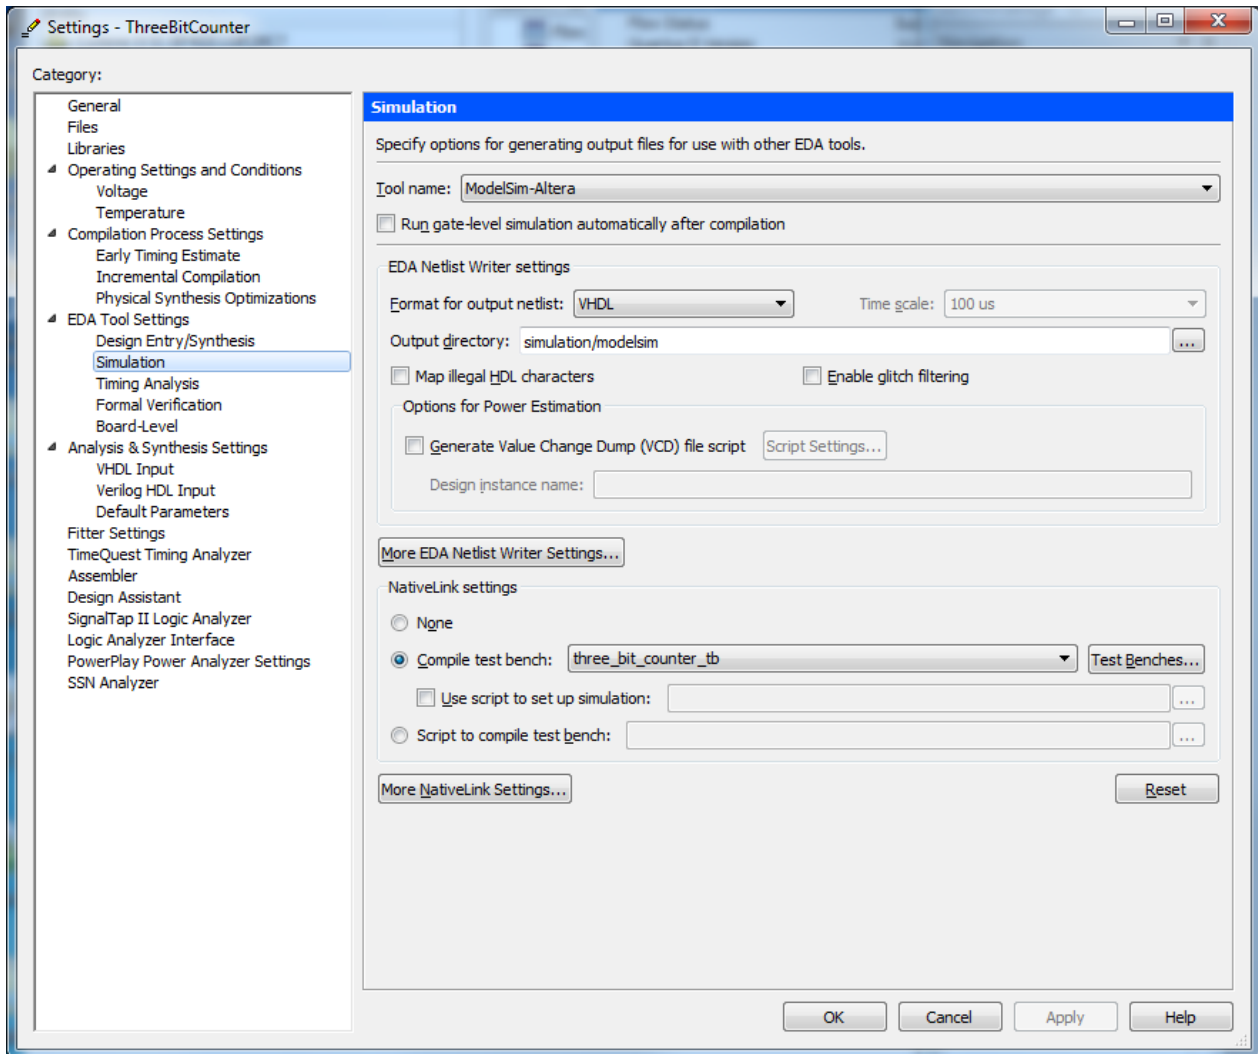 Settings - ThreeBitCounter
Category:
General
Files
Libraries
Operating Settings and Conditions
Voltage
Temperature
Compilation Process Settings
Early Timing Estimate
Incremental Compilation
Physical Synthesis Optimizations
EDA Tool Settings
Design Entry/Synthesis
Simulation
Timing Analysis
Formal Verification
Board-Level
Analysis & Synthesis Settings
VHDL Input
Verilog HDL Input
Default Parameters
Fitter Settings
TimeQuest Timing Analyzer
Assembler
Design Assistant
SignalTap II Logic Analyzer
Logic Analyzer Interface
PowerPlay Power Analyzer Settings
SSN Analyzer
Simulation
Specify options for generating output files for use with other EDA tools.
Tool name: ModelSim-Altera
Run gate-level simulation automatically after compilation
EDA Netlist Writer settings
Format for output netlist: VHDL Time scale: 100 us
Output directory: simulation/modelsim ...
Map illegal HDL characters Enable glitch filtering
Options for Power Estimation
Generate Value Change Dump (VCD) file script Script Settings...
Design instance name:
More EDA Netlist Writer Settings...
NativeLink settings
None
Compile test bench: three_bit_counter_tb Test Benches...
Use script to set up simulation: ...
Script to compile test bench: ...
More NativeLink Settings... Reset
OK Cancel Apply Help